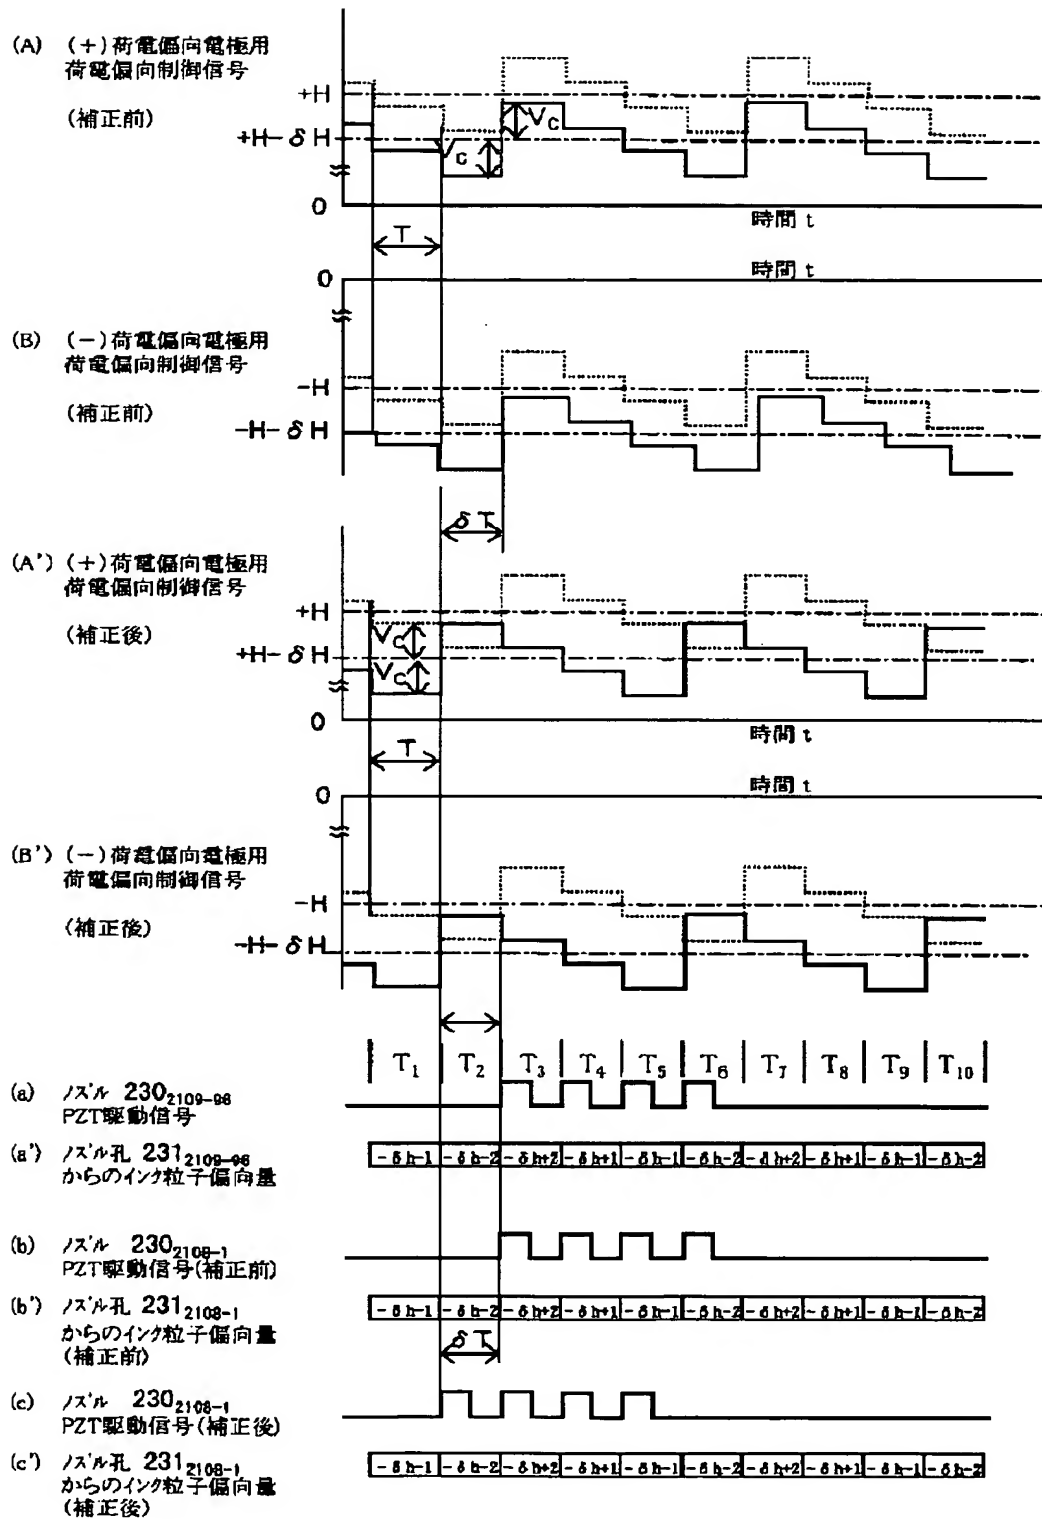 (A) (+)荷電偏向電極用
荷電偏向制御信号
(補正前)
+H
+H-δH
V C
V C
0
時間 t
T
0
時間 t
(B) (-)荷電偏向電極用
荷電偏向制御信号
(補正前)
-H
-H-δH
δT
(A') (+)荷電偏向電極用
荷電偏向制御信号
(補正後)
+H
+H-δH
V C
V C
0
時間 t
T
0
時間 t
(B') (-)荷電偏向電極用
荷電偏向制御信号
(補正後)
-H
-H-δH
T1 T2 T3 T4 T5 T6 T7 T8 T9 T10
(a) ノズル 230 2109-96
PZT駆動信号
(a') ノズル孔 231 2109-96
からのインク粒子偏向量
-δh-1 -δh-2 -δh+2 -δh+1 -δh-1 -δh-2 -δh+2 -δh+1 -δh-1 -δh-2
(b) ノズル 230 2108-1
PZT駆動信号(補正前)
(b') ノズル孔 231 2108-1
からのインク粒子偏向量
(補正前)
-δh-1 -δh-2 -δh+2 -δh+1 -δh-1 -δh-2 -δh+2 -δh+1 -δh-1 -δh-2
δT
(c) ノズル 230 2108-1
PZT駆動信号(補正後)
(c') ノズル孔 231 2108-1
からのインク粒子偏向量
(補正後)
-δh-1 -δh-2 -δh+2 -δh+1 -δh-1 -δh-2 -δh+2 -δh+1 -δh-1 -δh-2